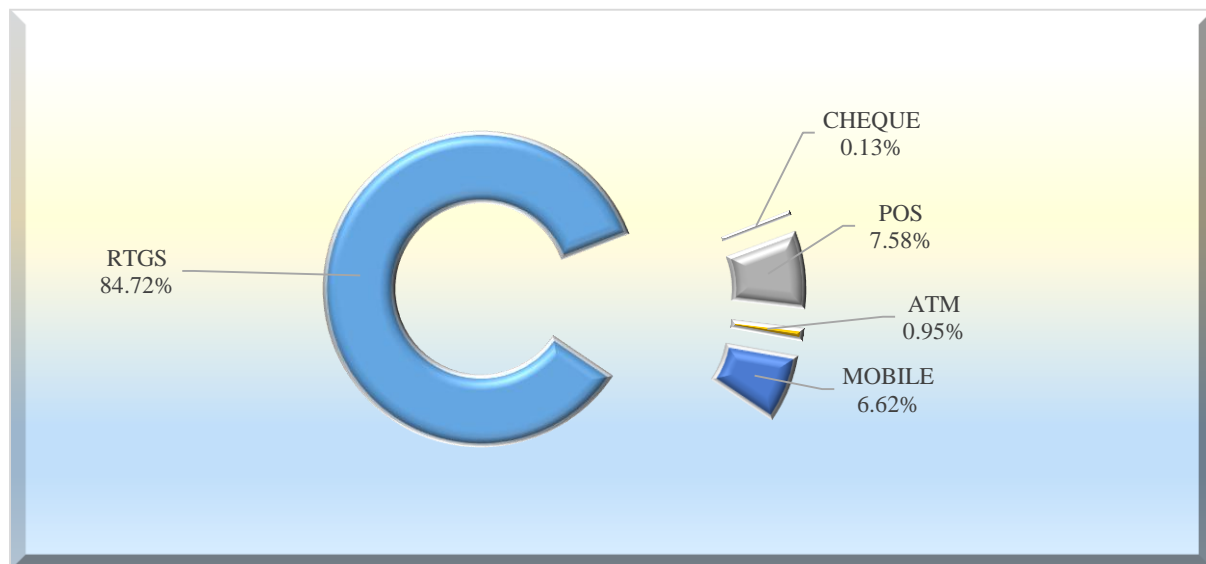 CHEQUE
0.13%
POS
7.58%
RTGS
84.72%
ATM
0.95%
MOBILE
6.62%